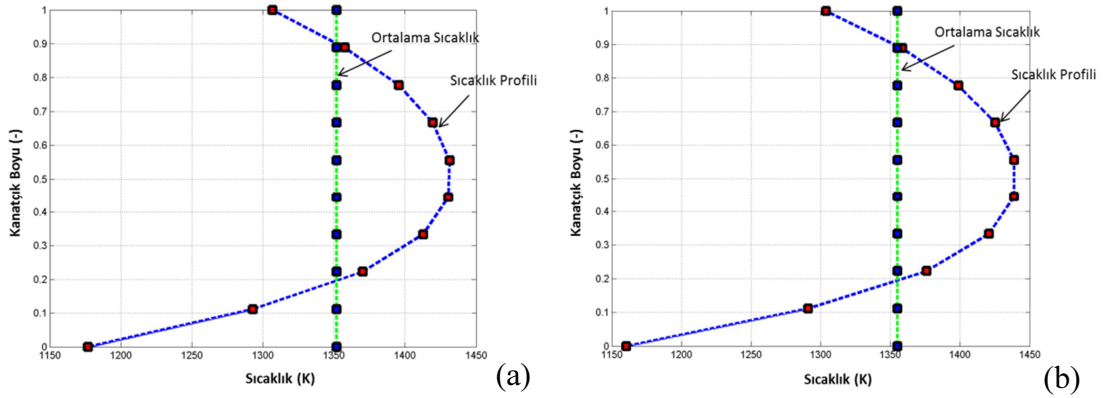 1
0.9
0.8
0.7
0.6
0.5
0.4
0.3
0.2
0.1
0
Kanatçık Boyu (-)
Ortalama Sıcaklık
Sıcaklık Profili
1150 1200 1250 1300 1350 1400 1450
Sıcaklık (K)
(a)
1
0.9
0.8
0.7
0.6
0.5
0.4
0.3
0.2
0.1
0
Kanatçık Boyu (-)
Ortalama Sıcaklık
Sıcaklık Profili
1150 1200 1250 1300 1350 1400 1450
Sıcaklık (K)
(b)